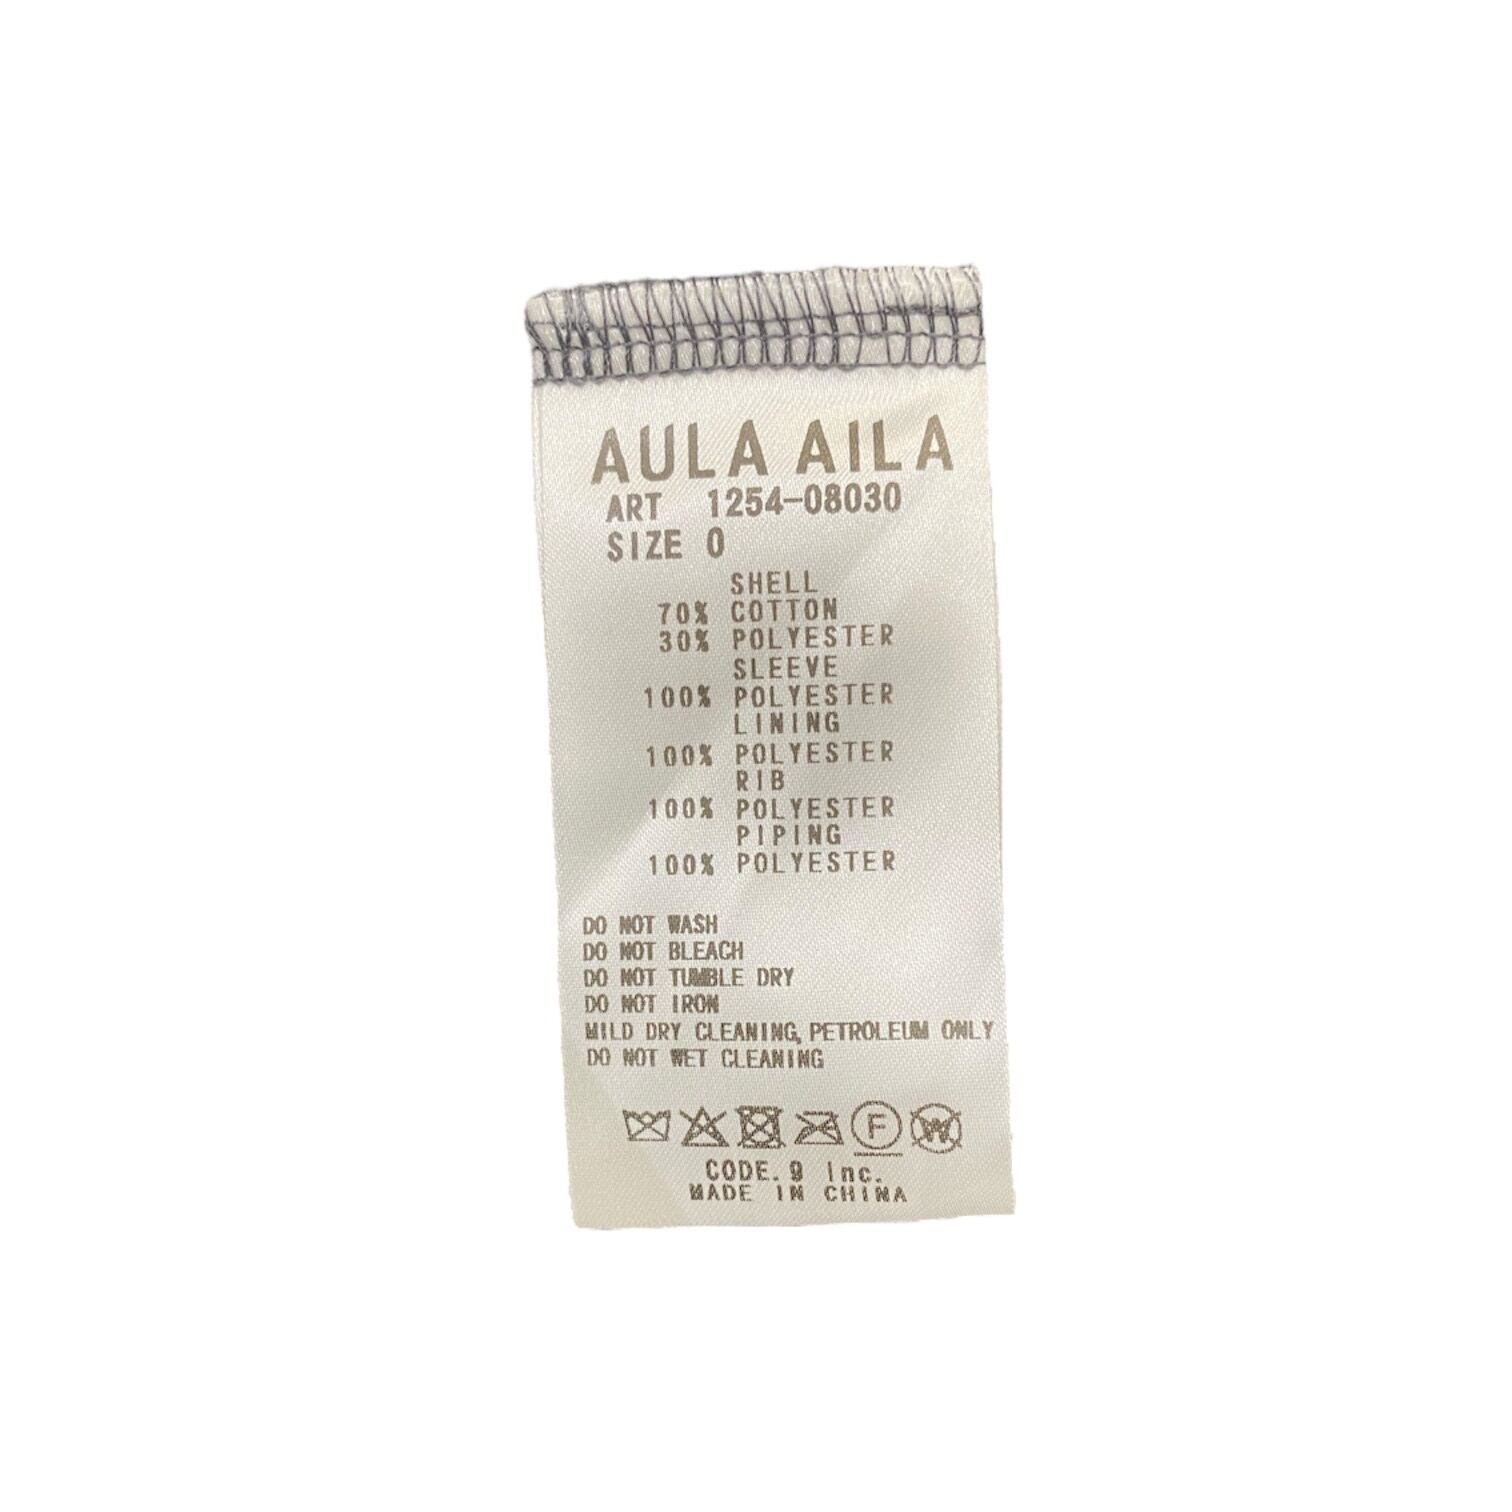 AULA AILA
ART 1254-08030
SIZE 0
SHELL
70% COTTON
30% POLYESTER
SLEEVE
100% POLYESTER
LINING
100% POLYESTER
RIB
100% POLYESTER
PIPING
100% POLYESTER
DO NOT WASH
DO NOT BLEACH
DO NOT TUMBLE DRY
DO NOT IRON
MILD DRY CLEANING, PETROLEUM ONLY
DO NOT WET CLEANING
F W
CODE.9 Inc.
MADE IN CHINA